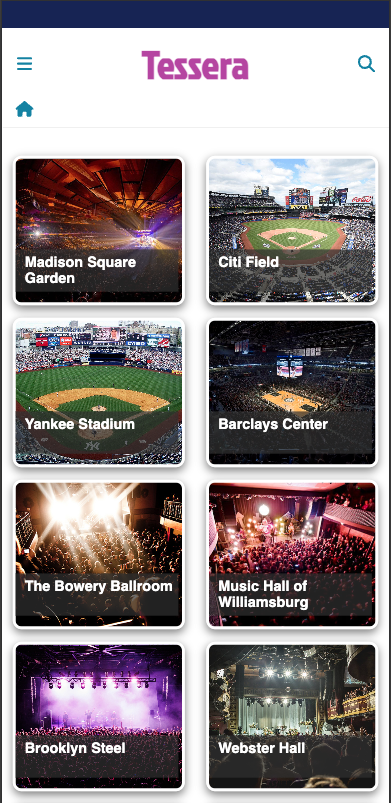 Tessera
Madison Square
Garden
Citi Field
Yankee Stadium
Barclays Center
The Bowery Ballroom
Music Hall of
Williamsburg
Brooklyn Steel
Webster Hall